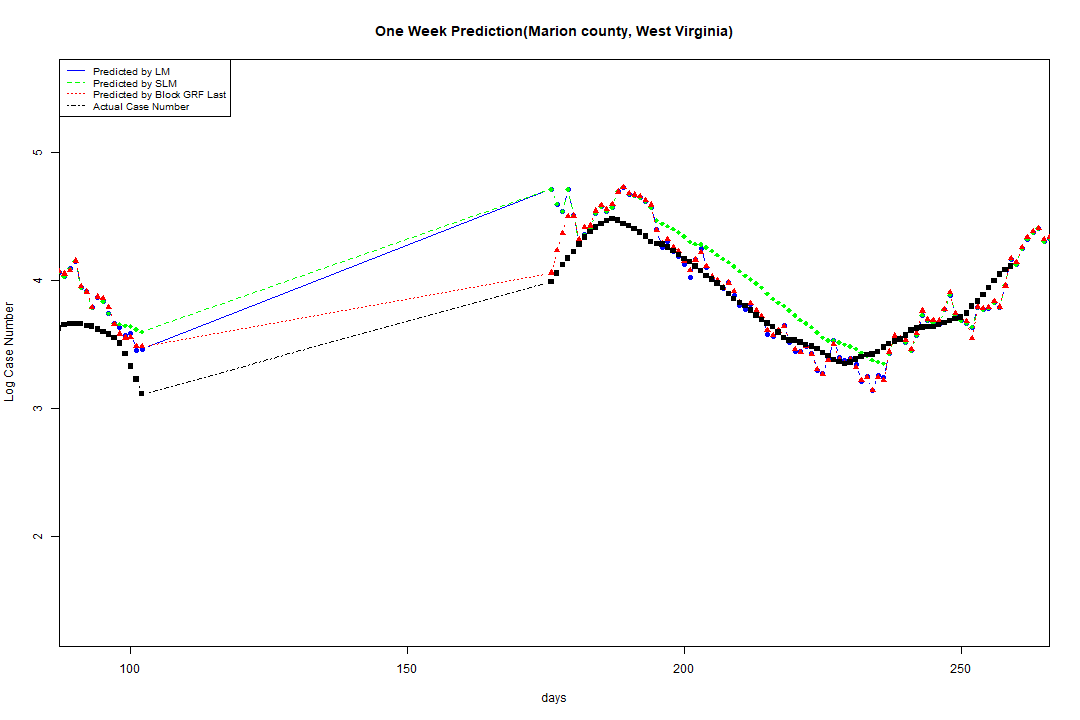 One Week Prediction(Marion county, West Virginia)
Predicted by LM
Predicted by SLM
Predicted by Block GRF Last
Actual Case Number
5
4
3
2
Log Case Number
100 150 200 250
days